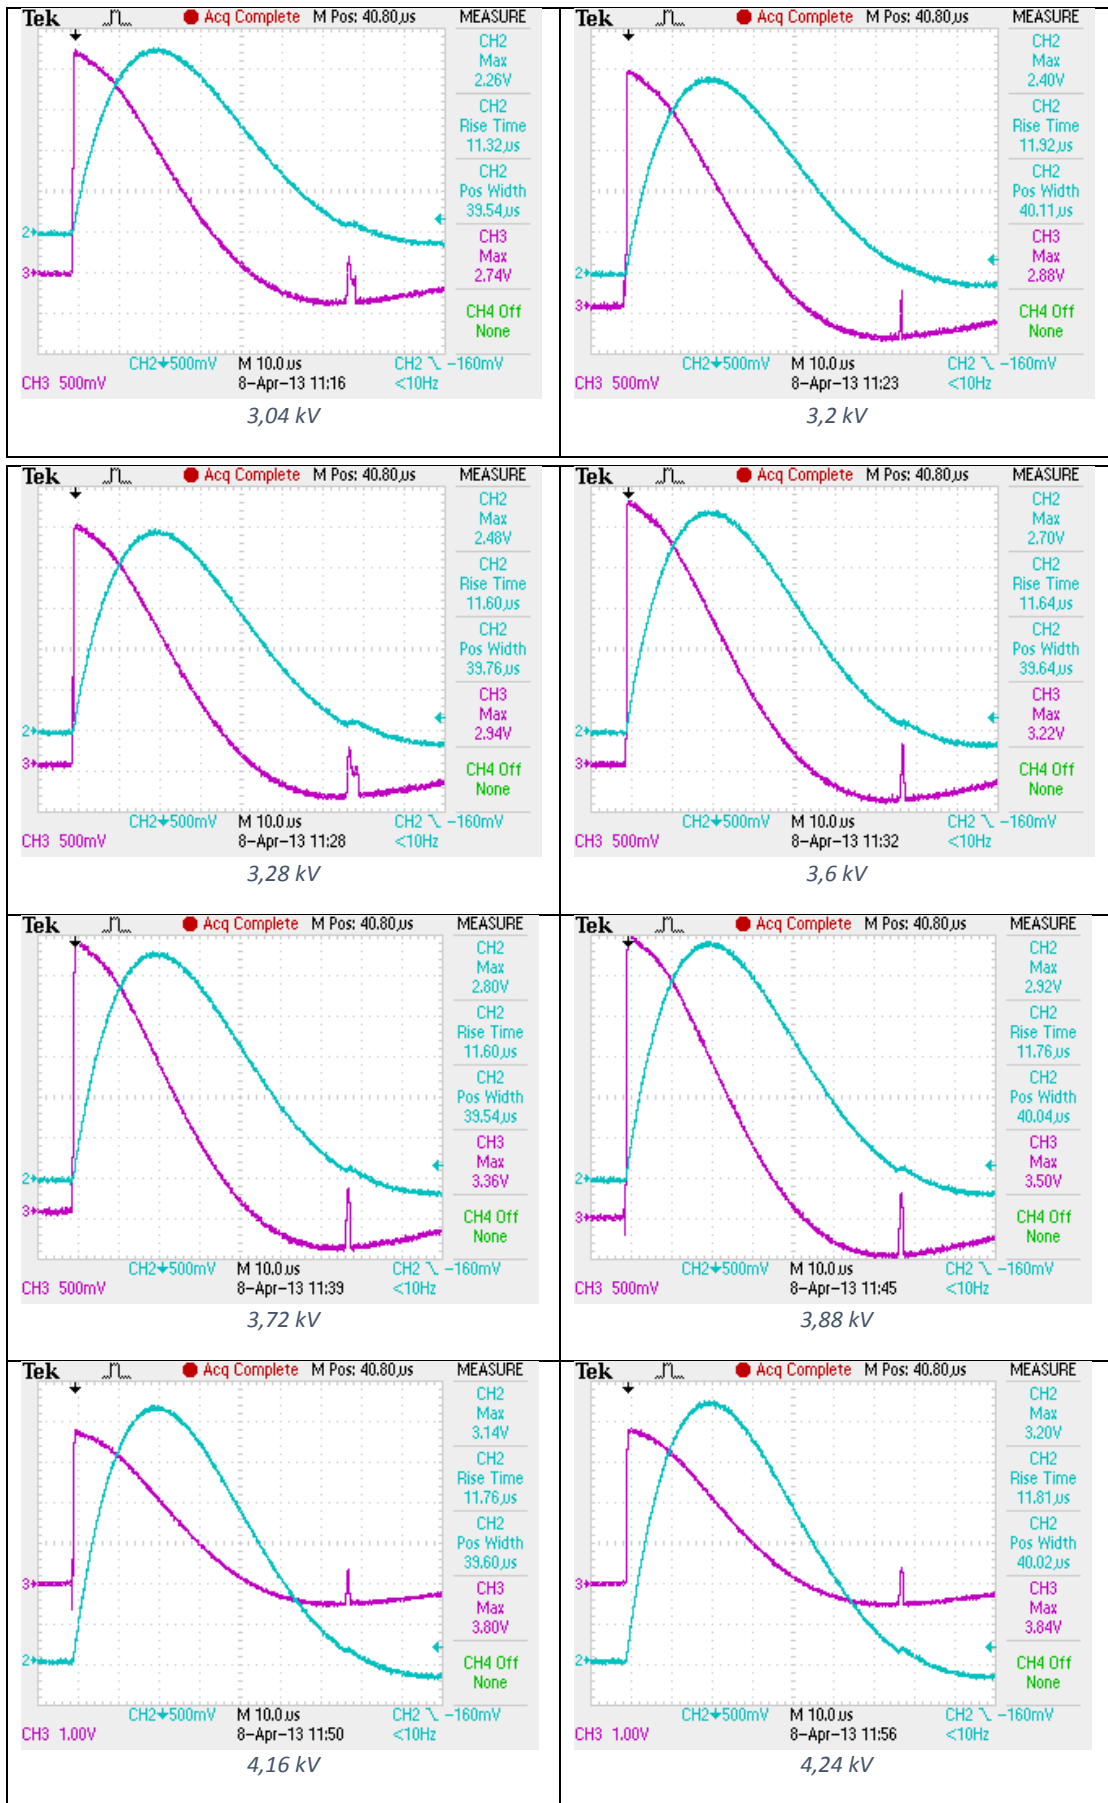 Tek Acq Complete M Pos: 40.80µs MEASURE
CH2
Max
2.26V
CH2
Rise Time
11.32µs
CH2
Pos Width
39.54µs
CH3
Max
2.74V
CH4 Off
None
2
3
CH2 500mV M 10.0µs CH2 -160mV
CH3 500mV 8-Apr-13 11:16 <10Hz
3,04 kV
Tek Acq Complete M Pos: 40.80µs MEASURE
CH2
Max
2.40V
CH2
Rise Time
11.92µs
CH2
Pos Width
40.11µs
CH3
Max
2.88V
CH4 Off
None
2
3
CH2 500mV M 10.0µs CH2 -160mV
CH3 500mV 8-Apr-13 11:23 <10Hz
3,2 kV
Tek Acq Complete M Pos: 40.80µs MEASURE
CH2
Max
2.48V
CH2
Rise Time
11.60µs
CH2
Pos Width
39.76µs
CH3
Max
2.94V
CH4 Off
None
2
3
CH2 500mV M 10.0µs CH2 -160mV
CH3 500mV 8-Apr-13 11:28 <10Hz
3,28 kV
Tek Acq Complete M Pos: 40.80µs MEASURE
CH2
Max
2.70V
CH2
Rise Time
11.64µs
CH2
Pos Width
39.64µs
CH3
Max
3.22V
CH4 Off
None
2
3
CH2 500mV M 10.0µs CH2 -160mV
CH3 500mV 8-Apr-13 11:32 <10Hz
3,6 kV
Tek Acq Complete M Pos: 40.80µs MEASURE
CH2
Max
2.80V
CH2
Rise Time
11.60µs
CH2
Pos Width
39.54µs
CH3
Max
3.36V
CH4 Off
None
2
3
CH2 500mV M 10.0µs CH2 -160mV
CH3 500mV 8-Apr-13 11:39 <10Hz
3,72 kV
Tek Acq Complete M Pos: 40.80µs MEASURE
CH2
Max
2.92V
CH2
Rise Time
11.76µs
CH2
Pos Width
40.04µs
CH3
Max
3.50V
CH4 Off
None
2
3
CH2 500mV M 10.0µs CH2 -160mV
CH3 500mV 8-Apr-13 11:45 <10Hz
3,88 kV
Tek Acq Complete M Pos: 40.80µs MEASURE
CH2
Max
3.14V
CH2
Rise Time
11.76µs
CH2
Pos Width
39.60µs
CH3
Max
3.80V
CH4 Off
None
3
2
CH2 500mV M 10.0µs CH2 -160mV
CH3 1.00V 8-Apr-13 11:50 <10Hz
4,16 kV
Tek Acq Complete M Pos: 40.80µs MEASURE
CH2
Max
3.20V
CH2
Rise Time
11.81µs
CH2
Pos Width
40.02µs
CH3
Max
3.84V
CH4 Off
None
3
2
CH2 500mV M 10.0µs CH2 -160mV
CH3 1.00V 8-Apr-13 11:56 <10Hz
4,24 kV